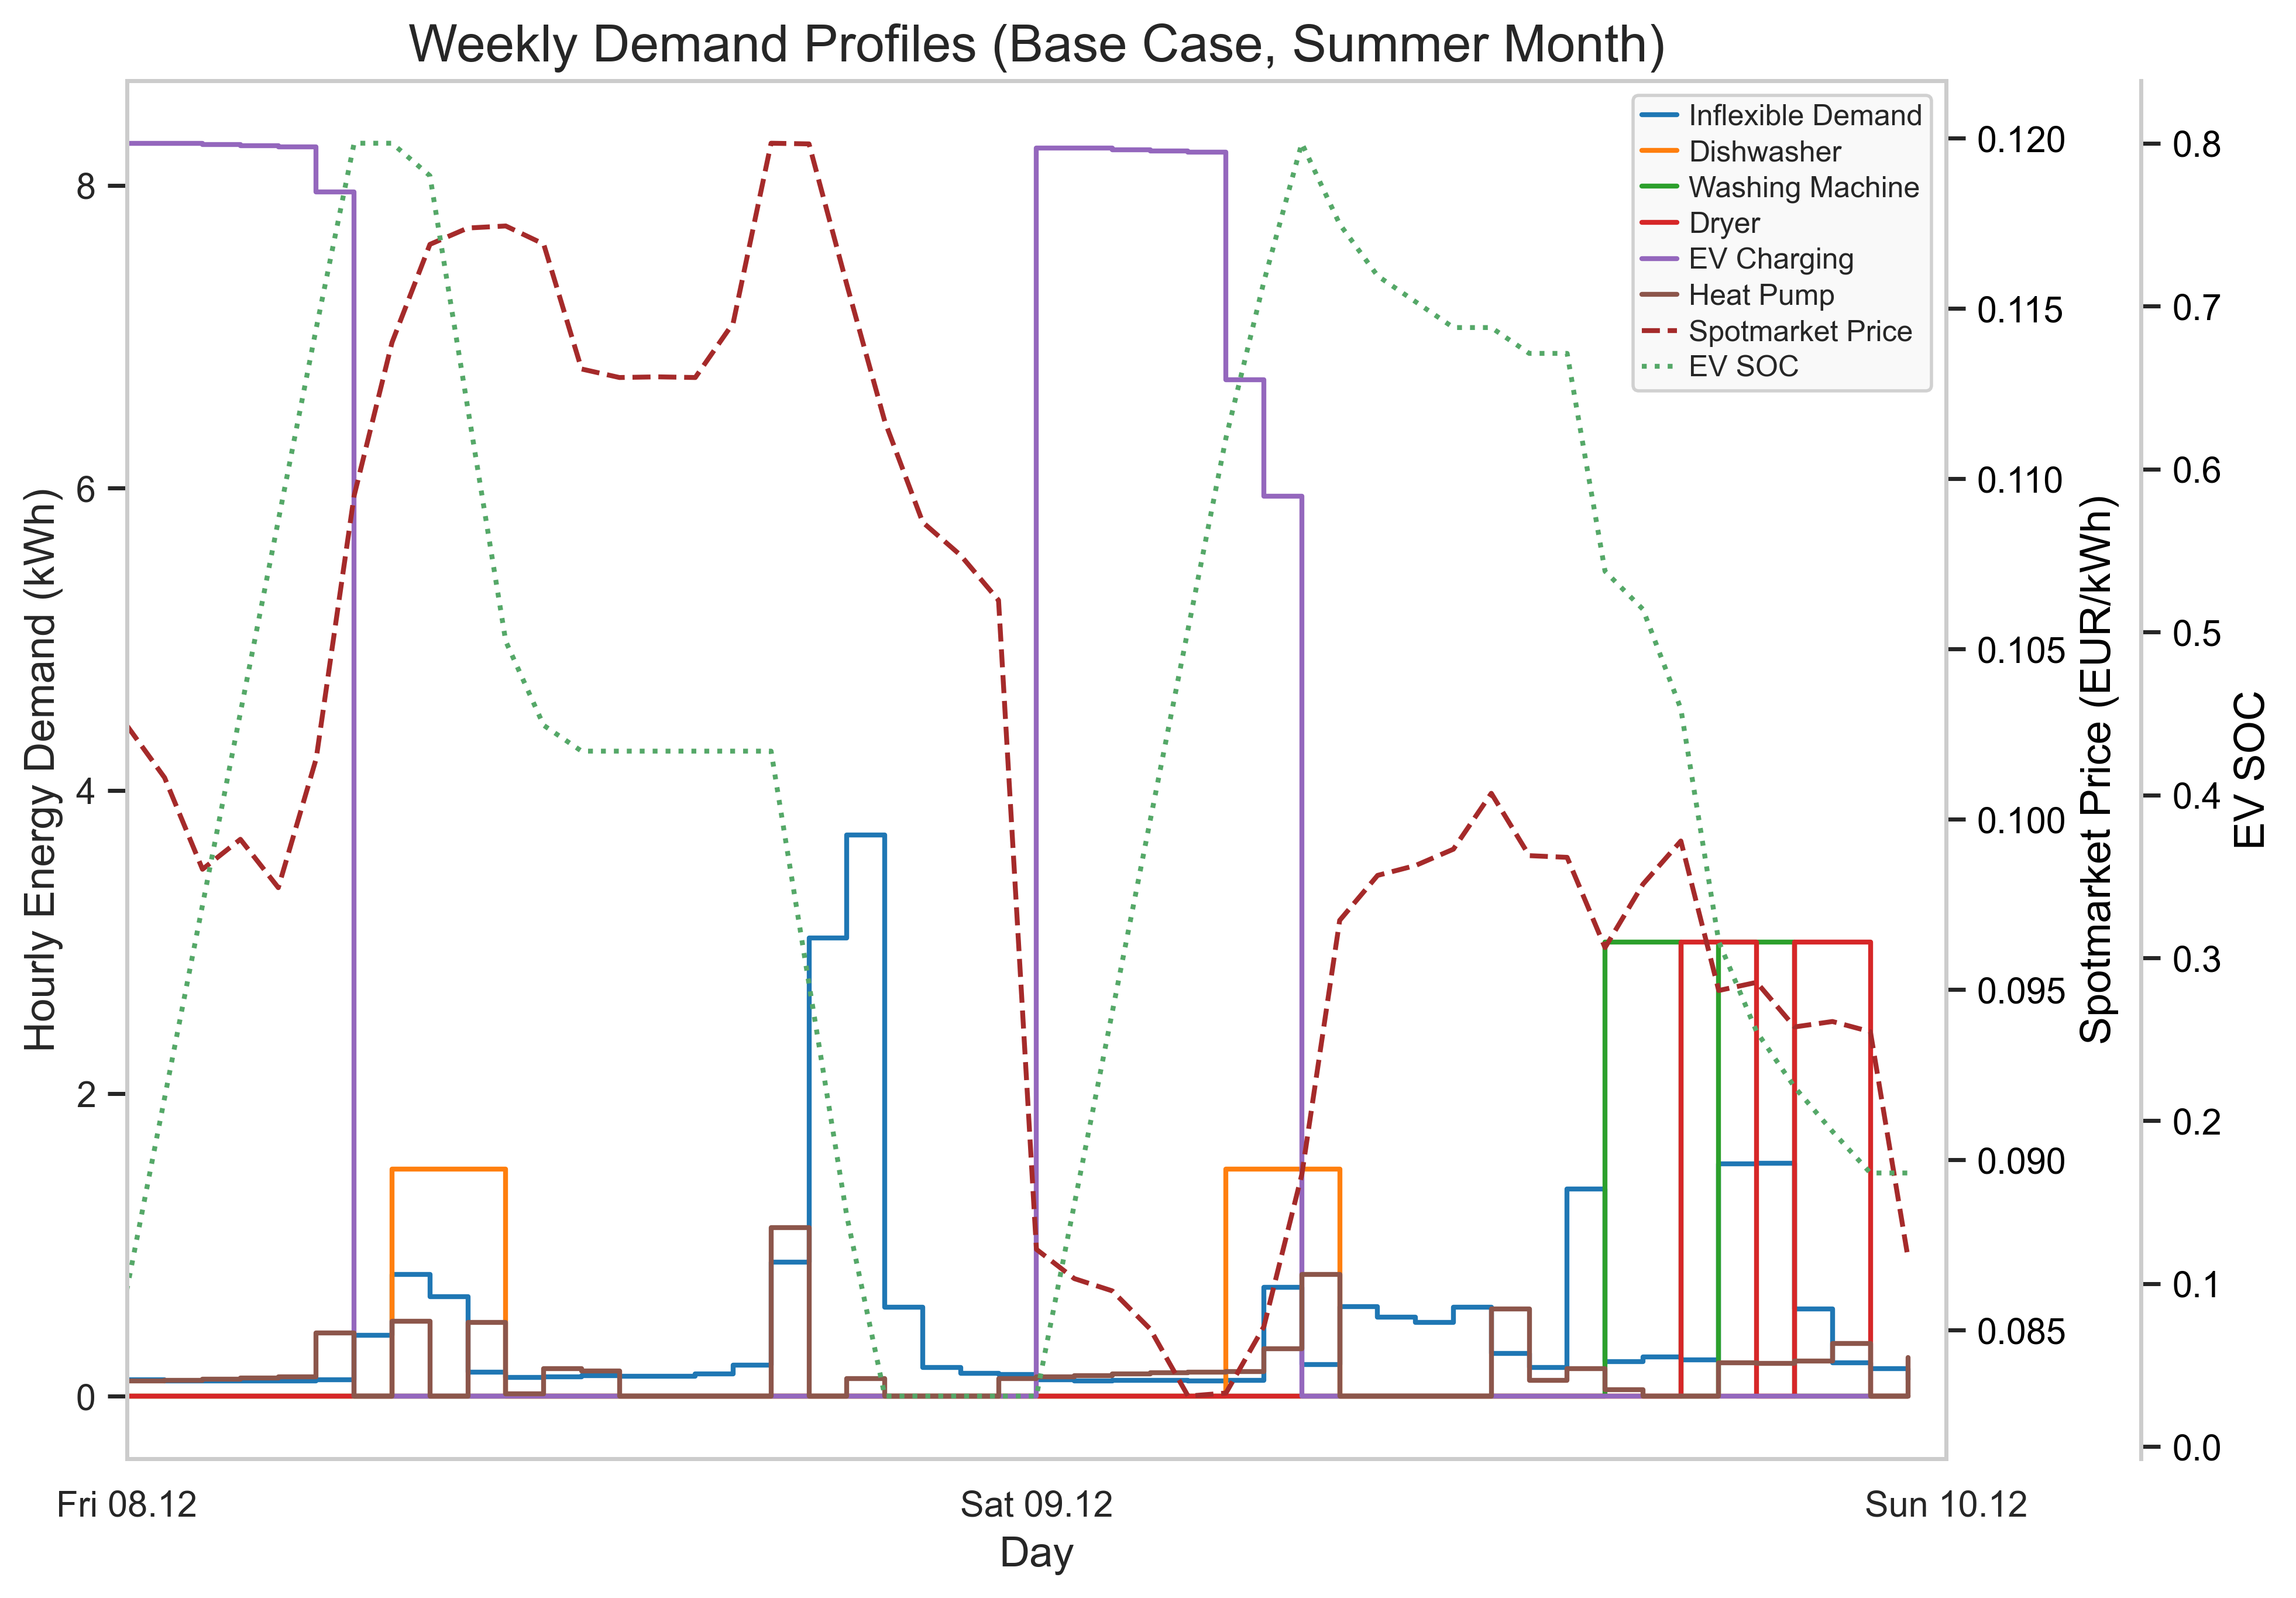 Weekly Demand Profiles (Base Case, Summer Month)
Inflexible Demand
Dishwasher
Washing Machine
Dryer
EV Charging
Heat Pump
Spotmarket Price
EV SOC
Hourly Energy Demand (kWh)
8
6
4
2
0
0.120
0.115
0.110
0.105
0.100
0.095
0.090
0.085
Spotmarket Price (EUR/kWh)
0.8
0.7
0.6
0.5
0.4
0.3
0.2
0.1
0.0
EV SOC
Fri 08.12
Sat 09.12
Sun 10.12
Day